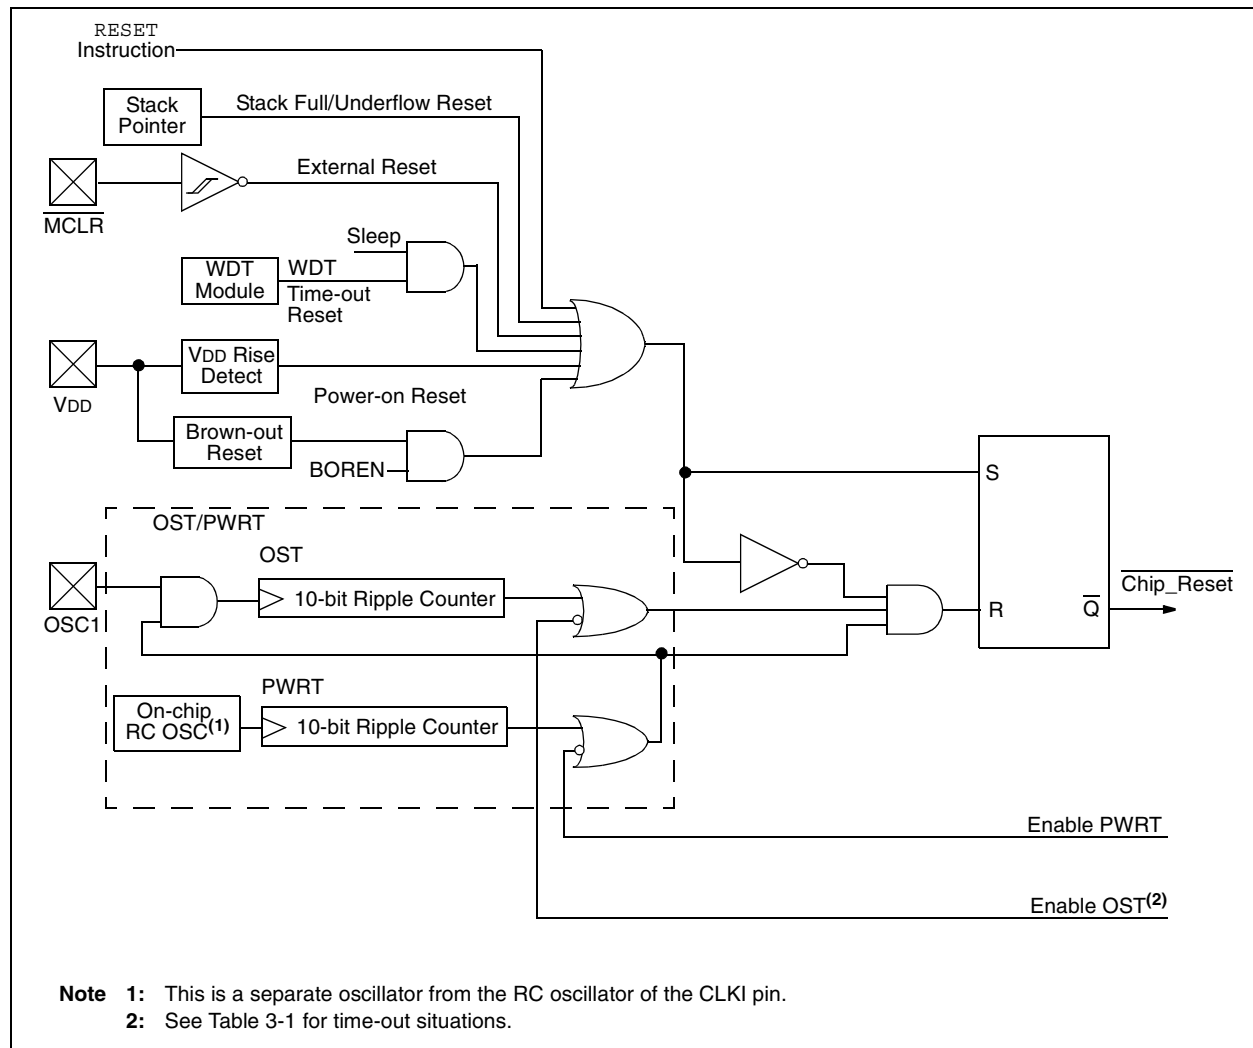 RESET
Instruction
Stack
Pointer
Stack Full/Underflow Reset
External Reset
MCLR
Sleep
WDT
Module
WDT
Time-out
Reset
VDD Rise
Detect
VDD
Power-on Reset
Brown-out
Reset
BOREN
S
OST/PWRT
OST
10-bit Ripple Counter
OSC1
Chip_Reset
R
Q
PWRT
On-chip
RC OSC(1)
10-bit Ripple Counter
Enable PWRT
Enable OST(2)
Note 1: This is a separate oscillator from the RC oscillator of the CLKI pin.
2: See Table 3-1 for time-out situations.